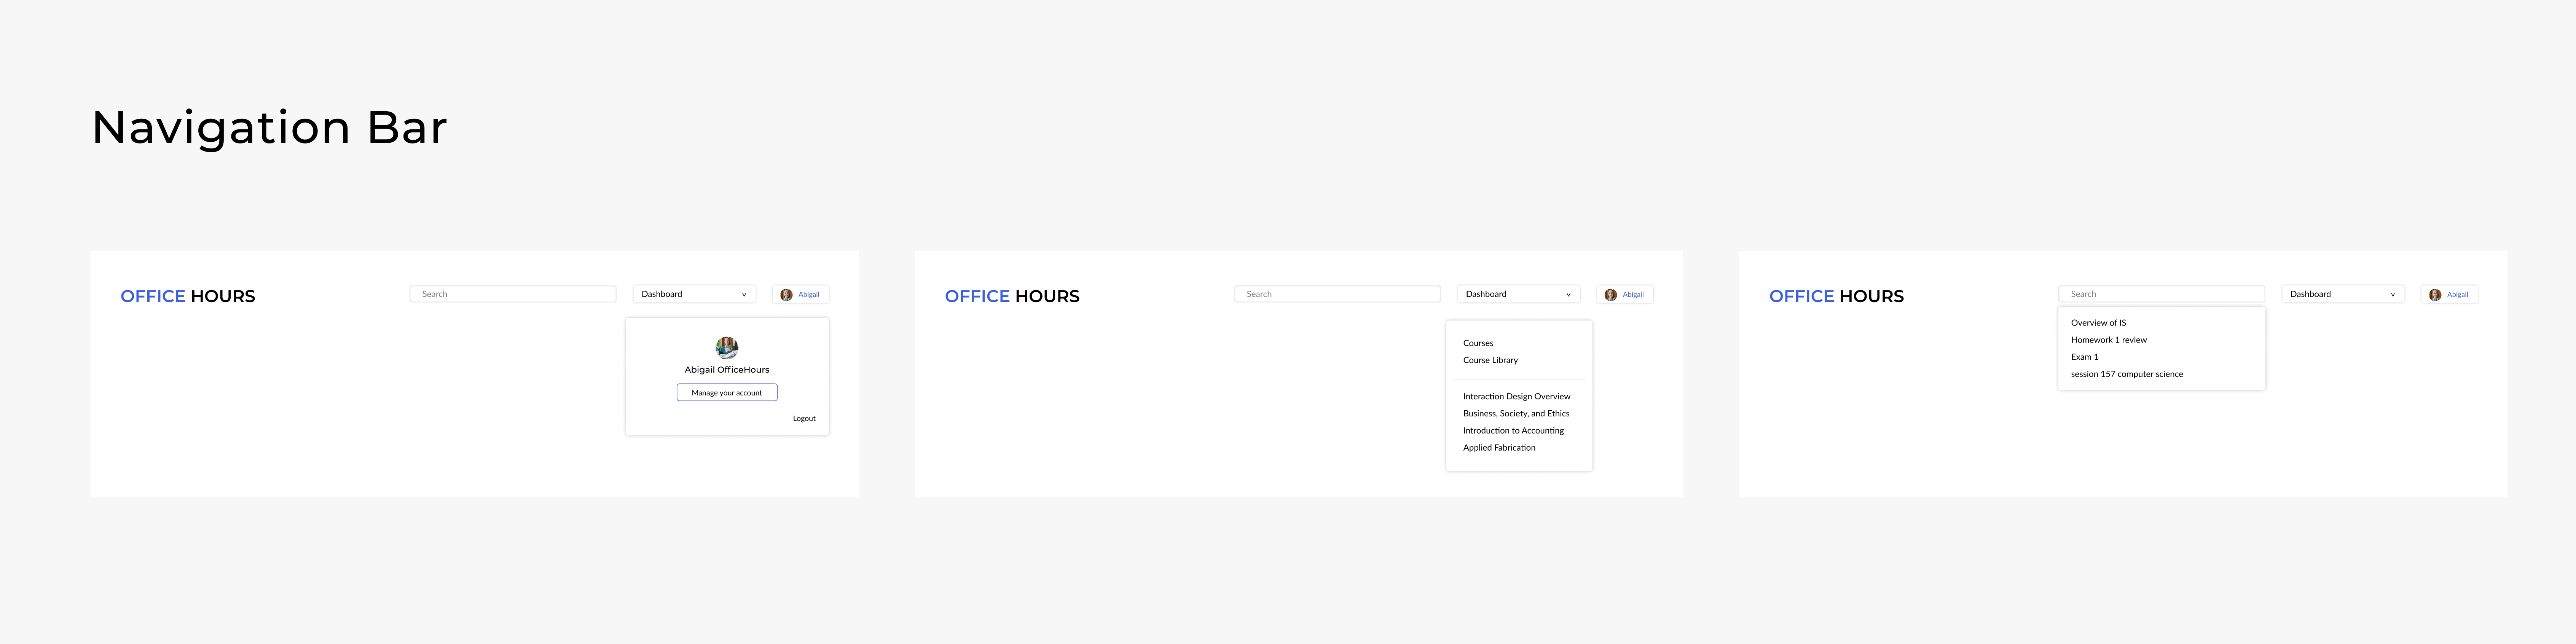 Navigation Bar
OFFICE HOURS
Search
Dashboard
v
Abigail
Abigail OfficeHours
Manage your account
Logout
OFFICE HOURS
Search
Dashboard
v
Abigail
Courses
Course Library
Interaction Design Overview
Business, Society, and Ethics
Introduction to Accounting
Applied Fabrication
OFFICE HOURS
Search
Dashboard
v
Abigail
Overview of IS
Homework 1 review
Exam 1
session 157 computer science